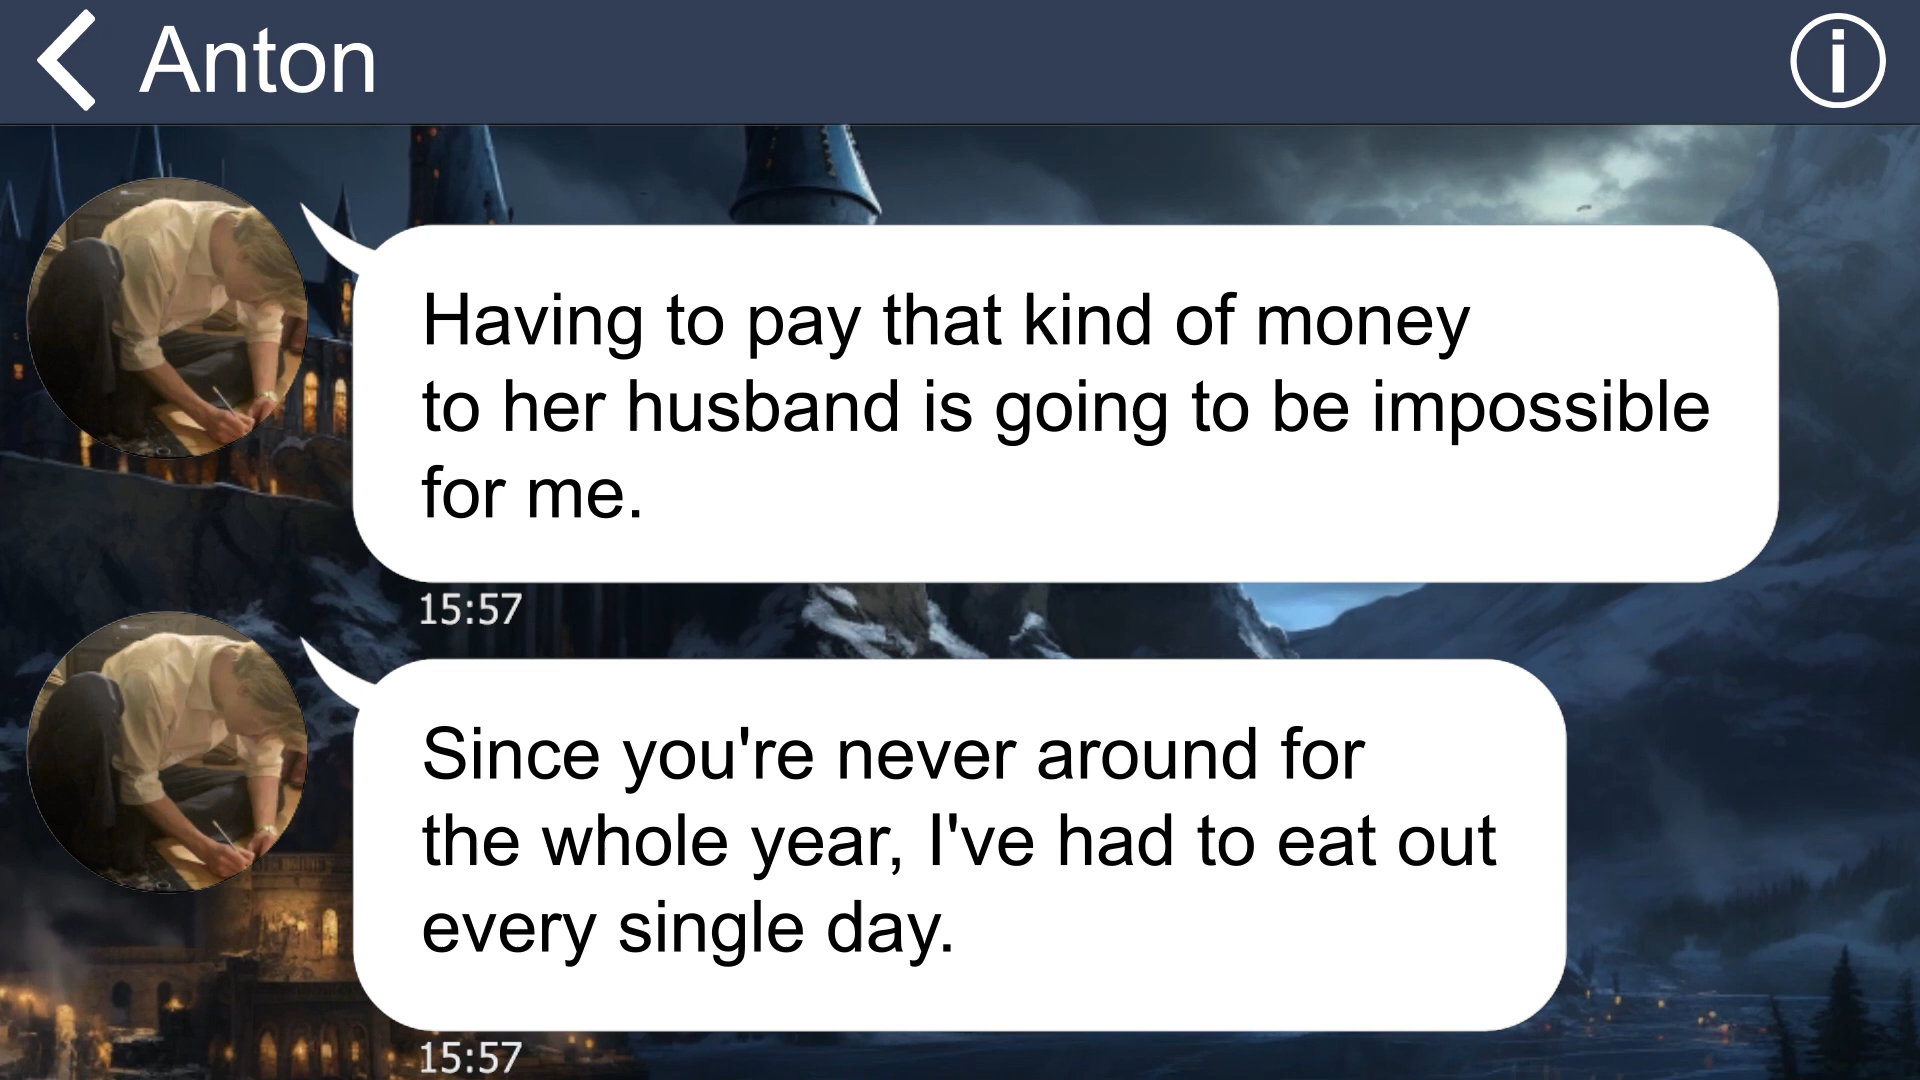 Anton
Having to pay that kind of money
to her husband is going to be impossible
for me.
15:57
Since you're never around for
the whole year, I've had to eat out
every single day.
15:57